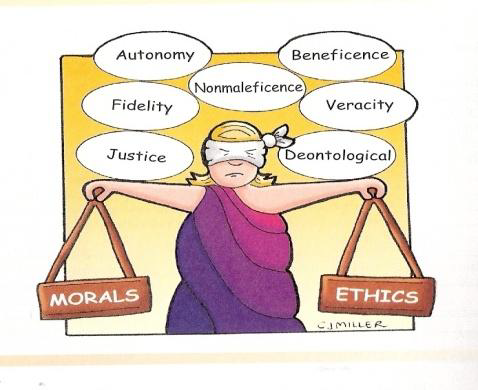 Autonomy
Beneficence
Nonmaleficence
Fidelity
Veracity
Justice
Deontological
MORALS
ETHICS
CJMILLER